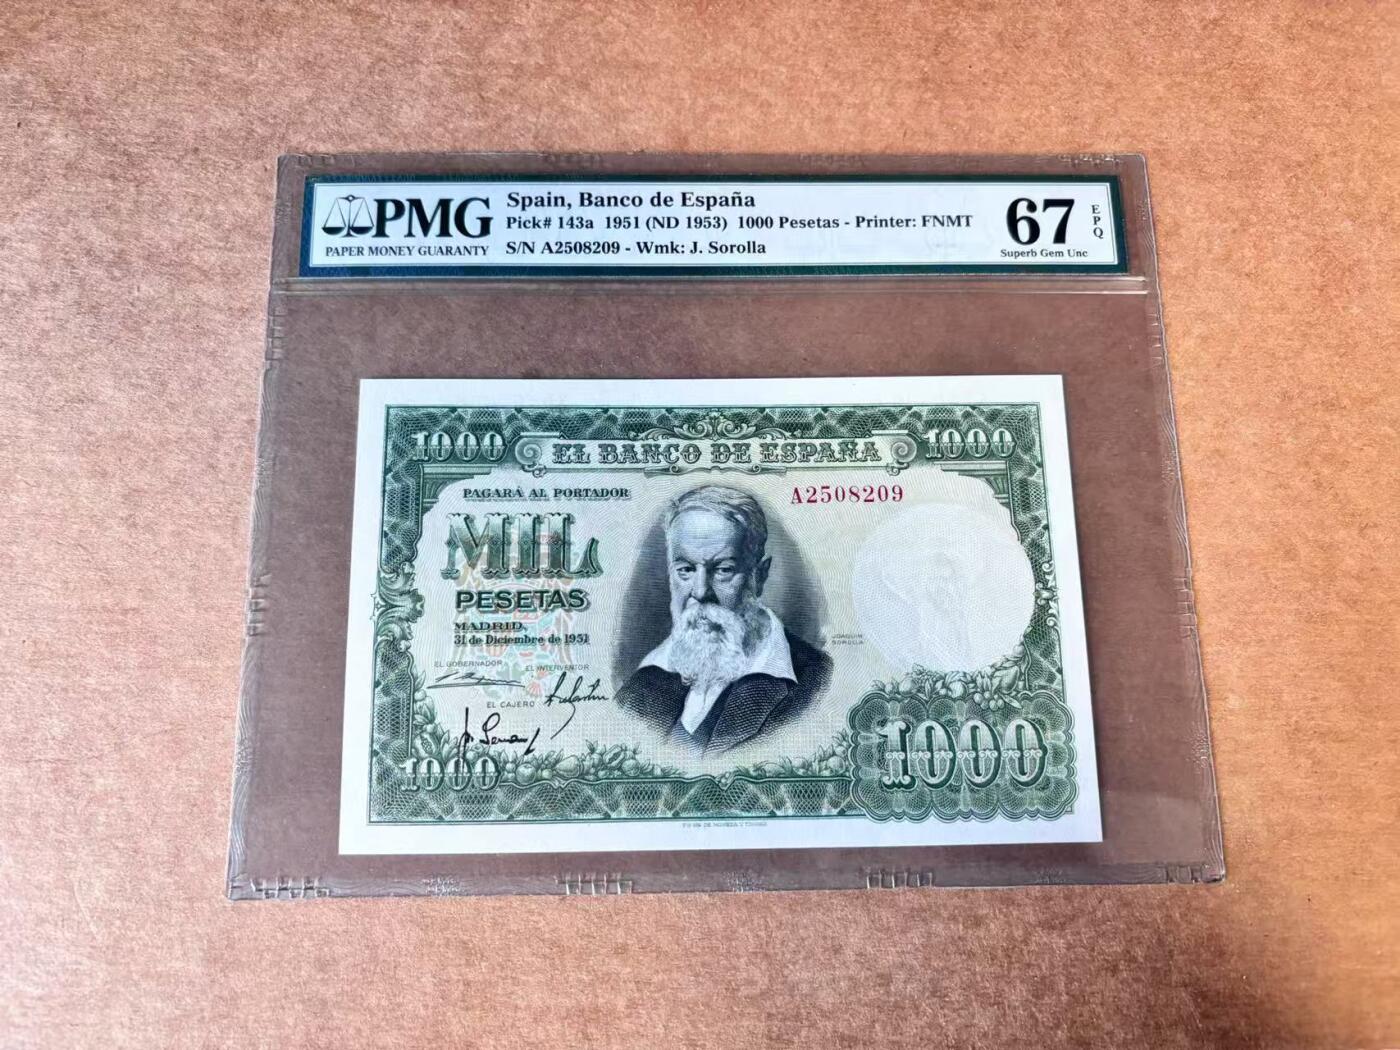 PMG
PAPER MONEY GUARANTY
Spain, Banco de España
Pick# 143a 1951 (ND 1953) 1000 Pesetas - Printer: FNMT
S/N A2508209 - Wmk: J. Sorolla
67
EPQ
Superb Gem Unc
1000
EL BANCO DE ESPAÑA
1000
PAGARÁ AL PORTADOR
A2508209
MIL
PESETAS
MADRID,
31 de Diciembre de 1951
JOAQUIN
SOROLLA
EL GOBERNADOR
EL INTERVENTOR
EL CAJERO
1000
1000